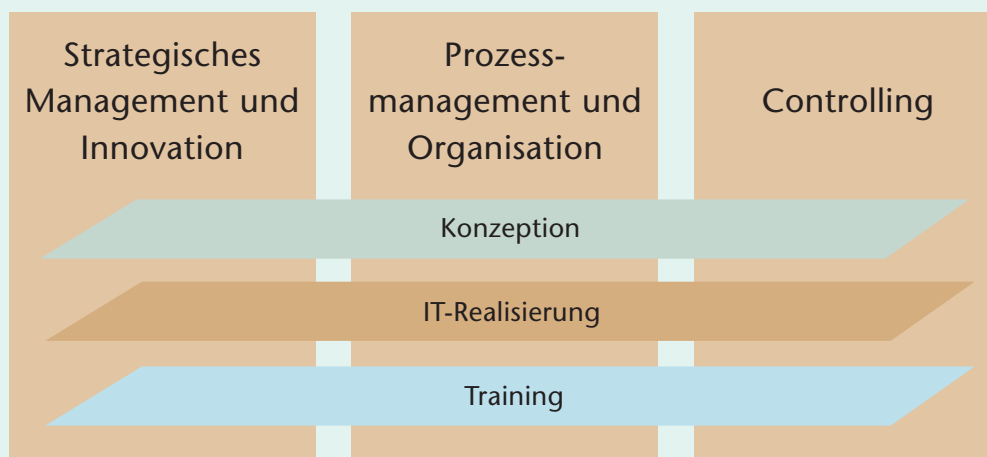 Strategisches
Management und
Innovation
Prozess-
management und
Organisation
Controlling
Konzeption
IT-Realisierung
Training